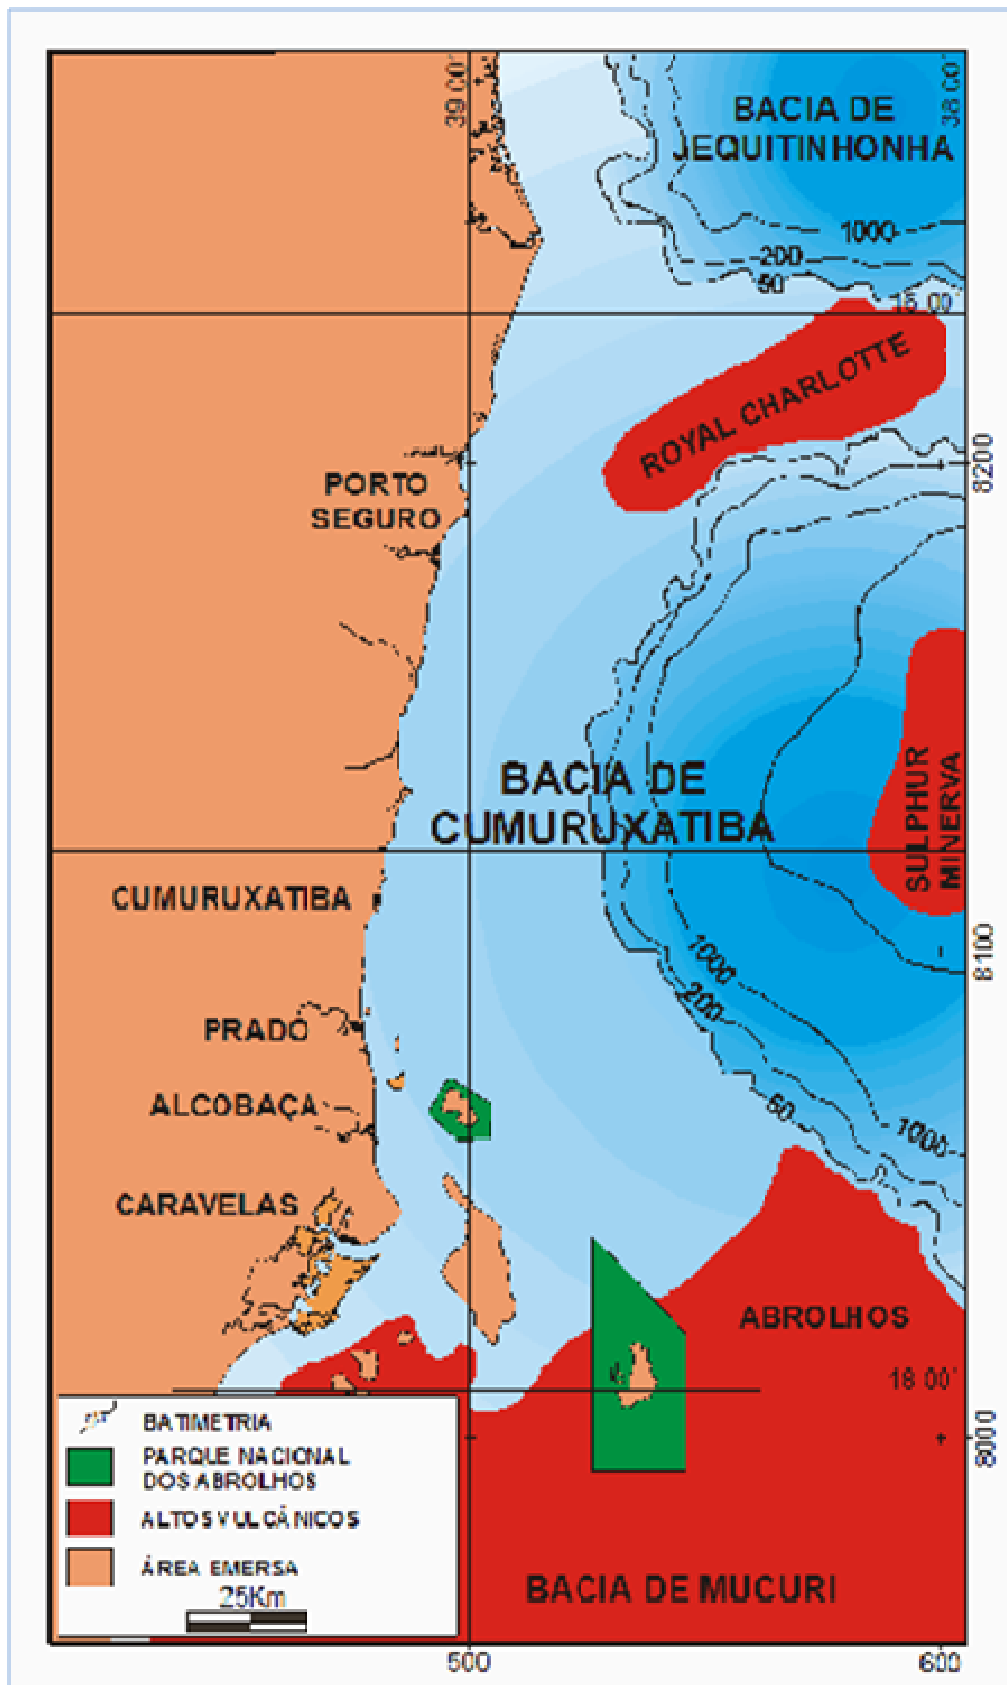 39 00'
38 00'
BACIA DE
JEQUITINHONHA
1000
200
50
16 00'
ROYAL CHARLOTTE
8200
PORTO
SEGURO
BACIA DE
CUMURUXATIBA
SULPHUR
MINERVA
CUMURUXATIBA
8100
1000
200
PRADO
50
ALCOBAÇA
1000
CARAVELAS
ABROLHOS
18 00'
8000
BATIMETRIA
PARQUE NACIONAL
DOS ABROLHOS
ALTOS VULCÂNICOS
ÁREA EMERSA
25Km
BACIA DE MUCURI
500
600